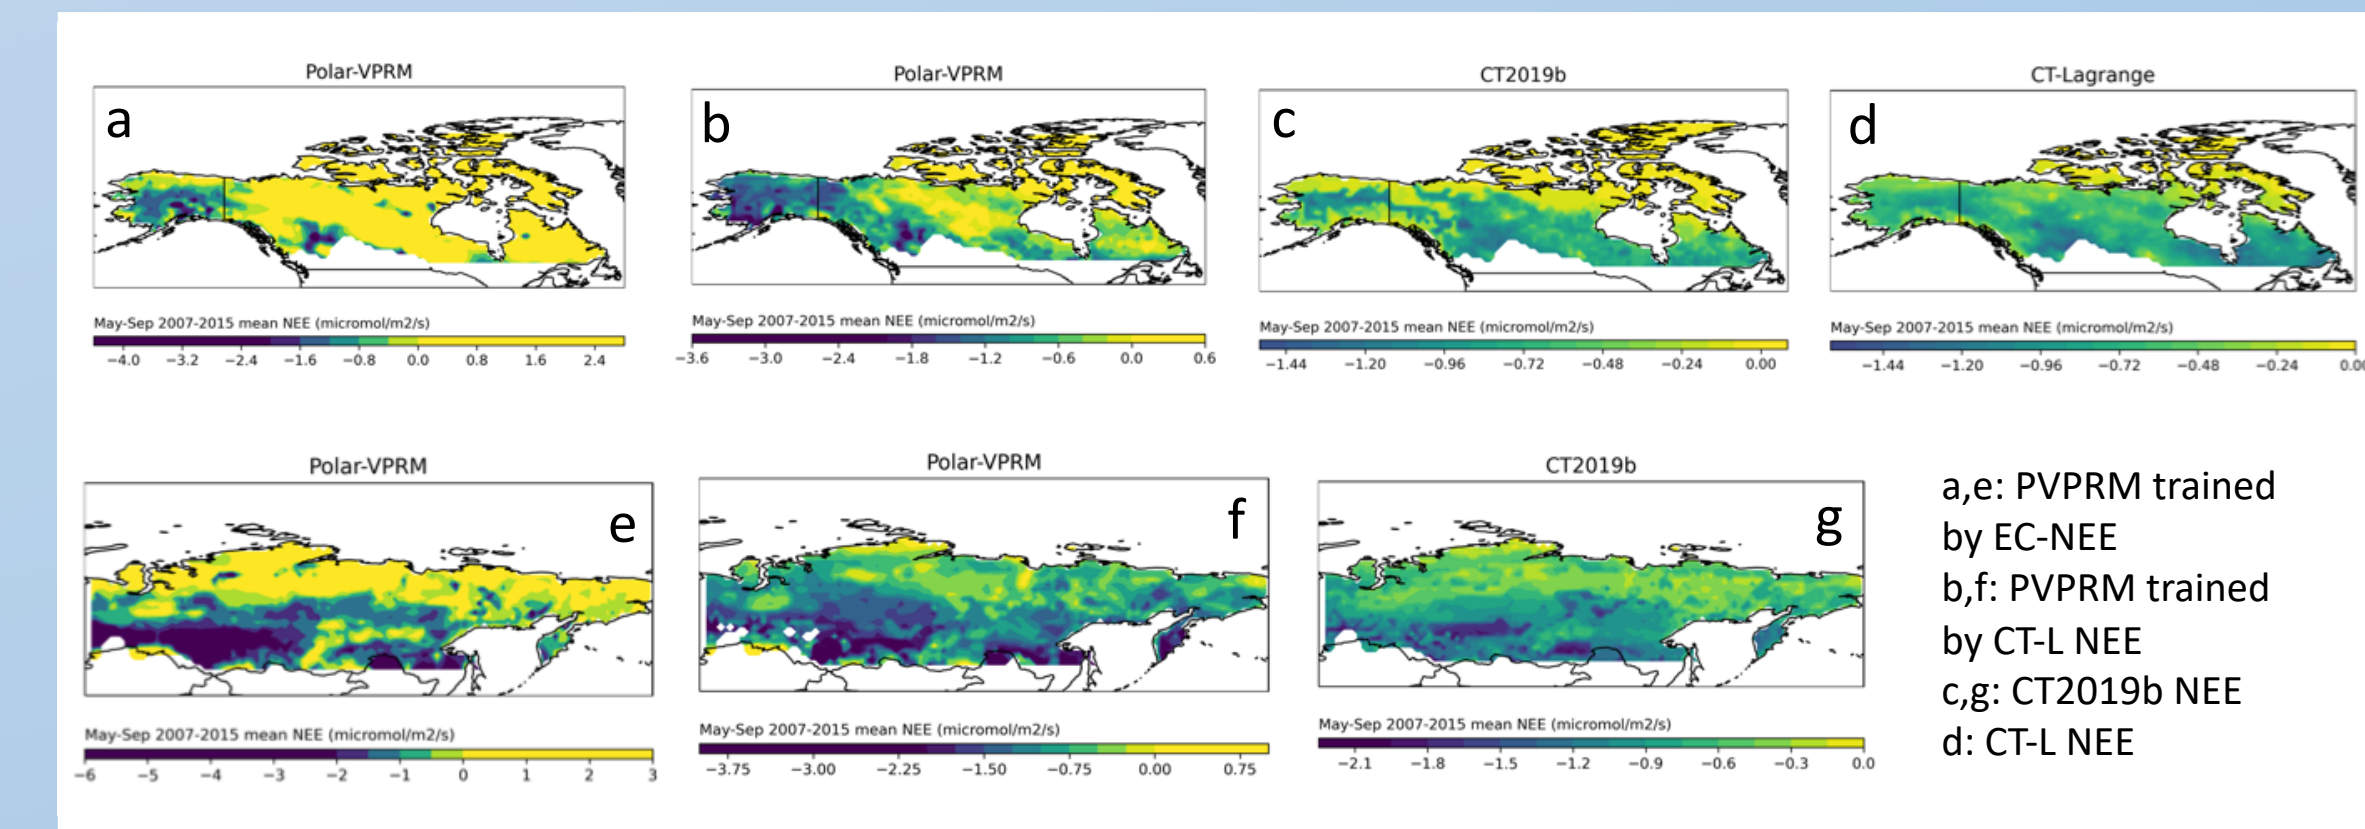 Polar-VPRM
a
May-Sep 2007-2015 mean NEE (micromol/m2/s)
−4.0 −3.2 −2.4 −1.6 −0.8 0.0 0.8 1.6 2.4
Polar-VPRM
b
May-Sep 2007-2015 mean NEE (micromol/m2/s)
−3.6 −3.0 −2.4 −1.8 −1.2 −0.6 0.0 0.6
CT2019b
c
May-Sep 2007-2015 mean NEE (micromol/m2/s)
−1.44 −1.20 −0.96 −0.72 −0.48 −0.24 0.00
CT-Lagrange
d
May-Sep 2007-2015 mean NEE (micromol/m2/s)
−1.44 −1.20 −0.96 −0.72 −0.48 −0.24 0.00
Polar-VPRM
e
May-Sep 2007-2015 mean NEE (micromol/m2/s)
−6 −5 −4 −3 −2 −1 0 1 2 3
Polar-VPRM
f
May-Sep 2007-2015 mean NEE (micromol/m2/s)
−3.75 −3.00 −2.25 −1.50 −0.75 0.00 0.75
CT2019b
g
May-Sep 2007-2015 mean NEE (micromol/m2/s)
−2.1 −1.8 −1.5 −1.2 −0.9 −0.6 −0.3 0.0
a,e: PVPRM trained
by EC-NEE
b,f: PVPRM trained
by CT-L NEE
c,g: CT2019b NEE
d: CT-L NEE